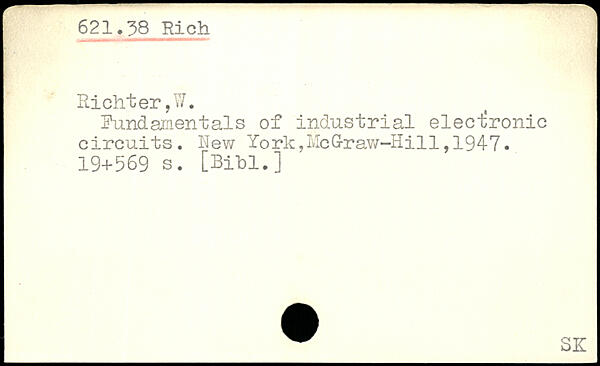 621.38 Rich
Richter,W.
Fundamentals of industrial electronic
circuits. New York,McGraw-Hill,1947.
19+569 s. [Bibl.]
SK